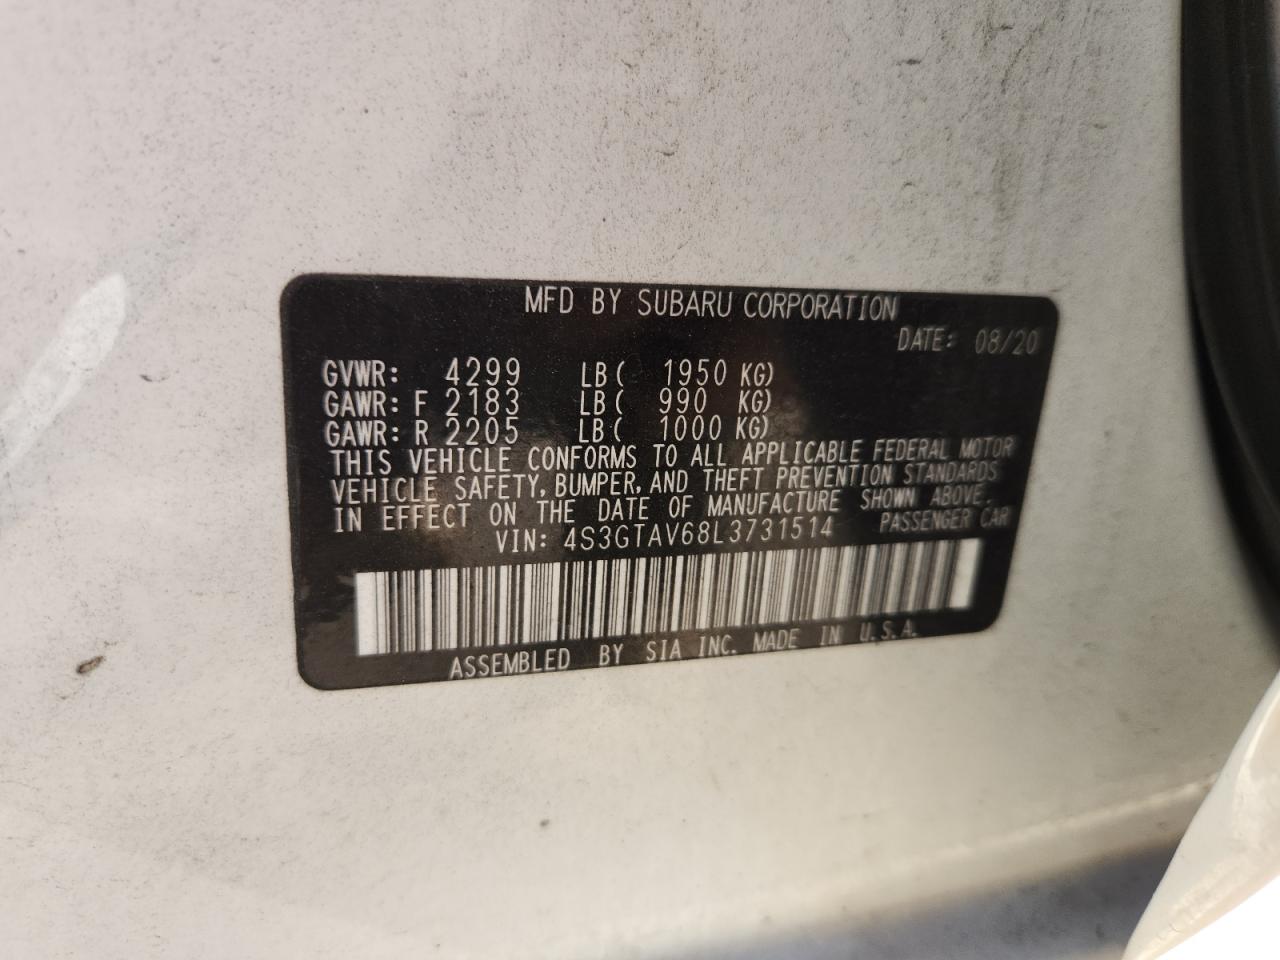 MFD BY SUBARU CORPORATION
DATE: 08/20
GVWR: 4299 LB( 1950 KG)
GAWR: F 2183 LB( 990 KG)
GAWR: R 2205 LB( 1000 KG)
THIS VEHICLE CONFORMS TO ALL APPLICABLE FEDERAL MOTOR
VEHICLE SAFETY, BUMPER, AND THEFT PREVENTION STANDARDS
IN EFFECT ON THE DATE OF MANUFACTURE SHOWN ABOVE.
VIN: 4S3GTAV68L3731514 PASSENGER CAR
ASSEMBLED BY SIA INC. MADE IN U.S.A.